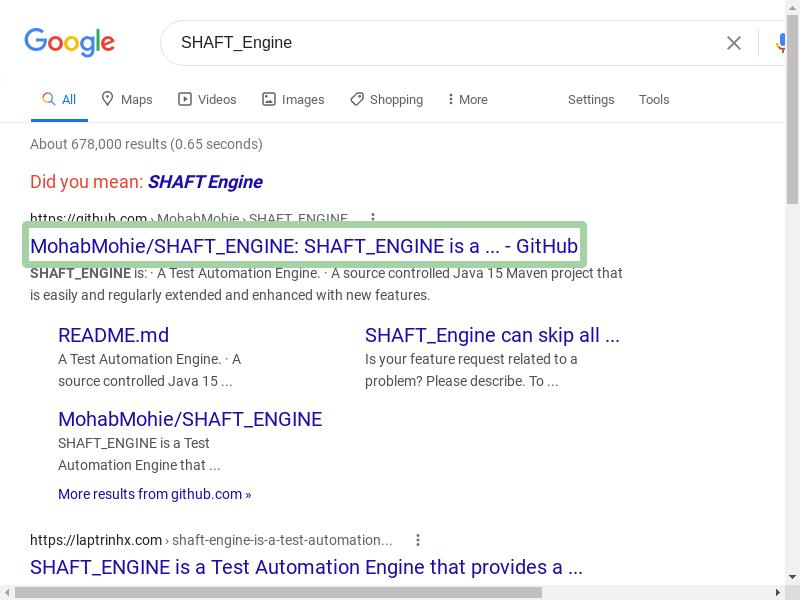 Google
SHAFT_Engine
All Maps Videos Images Shopping More Settings Tools
About 678,000 results (0.65 seconds)
Did you mean: SHAFT Engine
https://github.com › MohabMohie › SHAFT_ENGINE
MohabMohie/SHAFT_ENGINE: SHAFT_ENGINE is a ... - GitHub
SHAFT_ENGINE is: · A Test Automation Engine. · A source controlled Java 15 Maven project that
is easily and regularly extended and enhanced with new features.
README.md
A Test Automation Engine. · A
source controlled Java 15 ...
SHAFT_Engine can skip all ...
Is your feature request related to a
problem? Please describe. To ...
MohabMohie/SHAFT_ENGINE
SHAFT_ENGINE is a Test
Automation Engine that ...
More results from github.com »
https://laptrinhx.com › shaft-engine-is-a-test-automation...
SHAFT_ENGINE is a Test Automation Engine that provides a ...